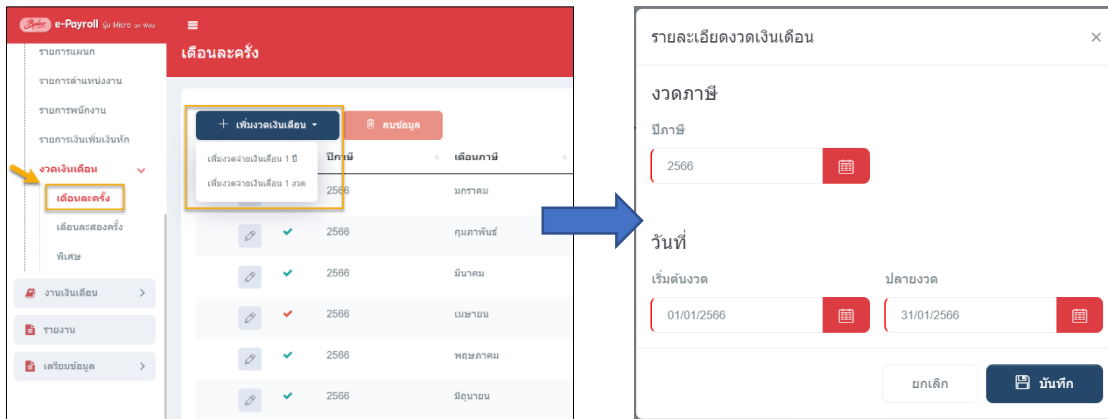 Bplus e-Payroll รุ่น Micro on Web
รายการแผนก
รายการตำแหน่งงาน
รายการพนักงาน
รายการเงินเพิ่มเงินหัก
งวดเงินเดือน
เดือนละครั้ง
เดือนละสองครั้ง
พิเศษ
งานเงินเดือน
รายงาน
เตรียมข้อมูล
เดือนละครั้ง
+ เพิ่มงวดเงินเดือน
ลบข้อมูล
เพิ่มงวดจ่ายเงินเดือน 1 ปี
เพิ่มงวดจ่ายเงินเดือน 1 งวด
ปีภาษี เดือนภาษี
2566 มกราคม
2566 กุมภาพันธ์
2566 มีนาคม
2566 เมษายน
2566 พฤษภาคม
2566 มิถุนายน
รายละเอียดงวดเงินเดือน ×
งวดภาษี
ปีภาษี
2566
วันที่
เริ่มต้นงวด ปลายงวด
01/01/2566 31/01/2566
ยกเลิก บันทึก